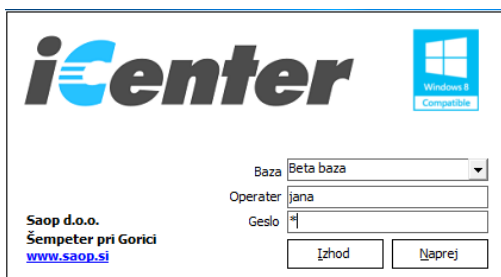 iCenter
Windows 8
Compatible
Baza Beta baza
Operater jana
Geslo *
Saop d.o.o.
Šempeter pri Gorici
www.saop.si
Izhod Naprej